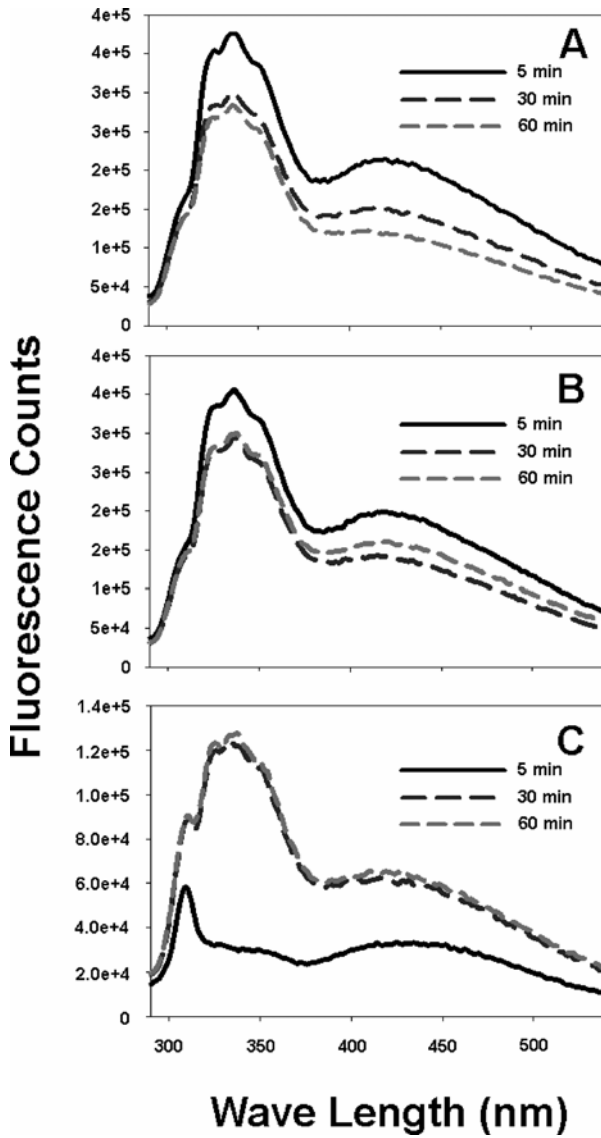 Fluorescence Counts
4e+5
4e+5
3e+5
3e+5
2e+5
2e+5
1e+5
5e+4
0
A
5 min
30 min
60 min
4e+5
4e+5
3e+5
3e+5
2e+5
2e+5
1e+5
5e+4
0
B
5 min
30 min
60 min
1.4e+5
1.2e+5
1.0e+5
8.0e+4
6.0e+4
4.0e+4
2.0e+4
0
C
5 min
30 min
60 min
300 350 400 450 500
Wave Length (nm)